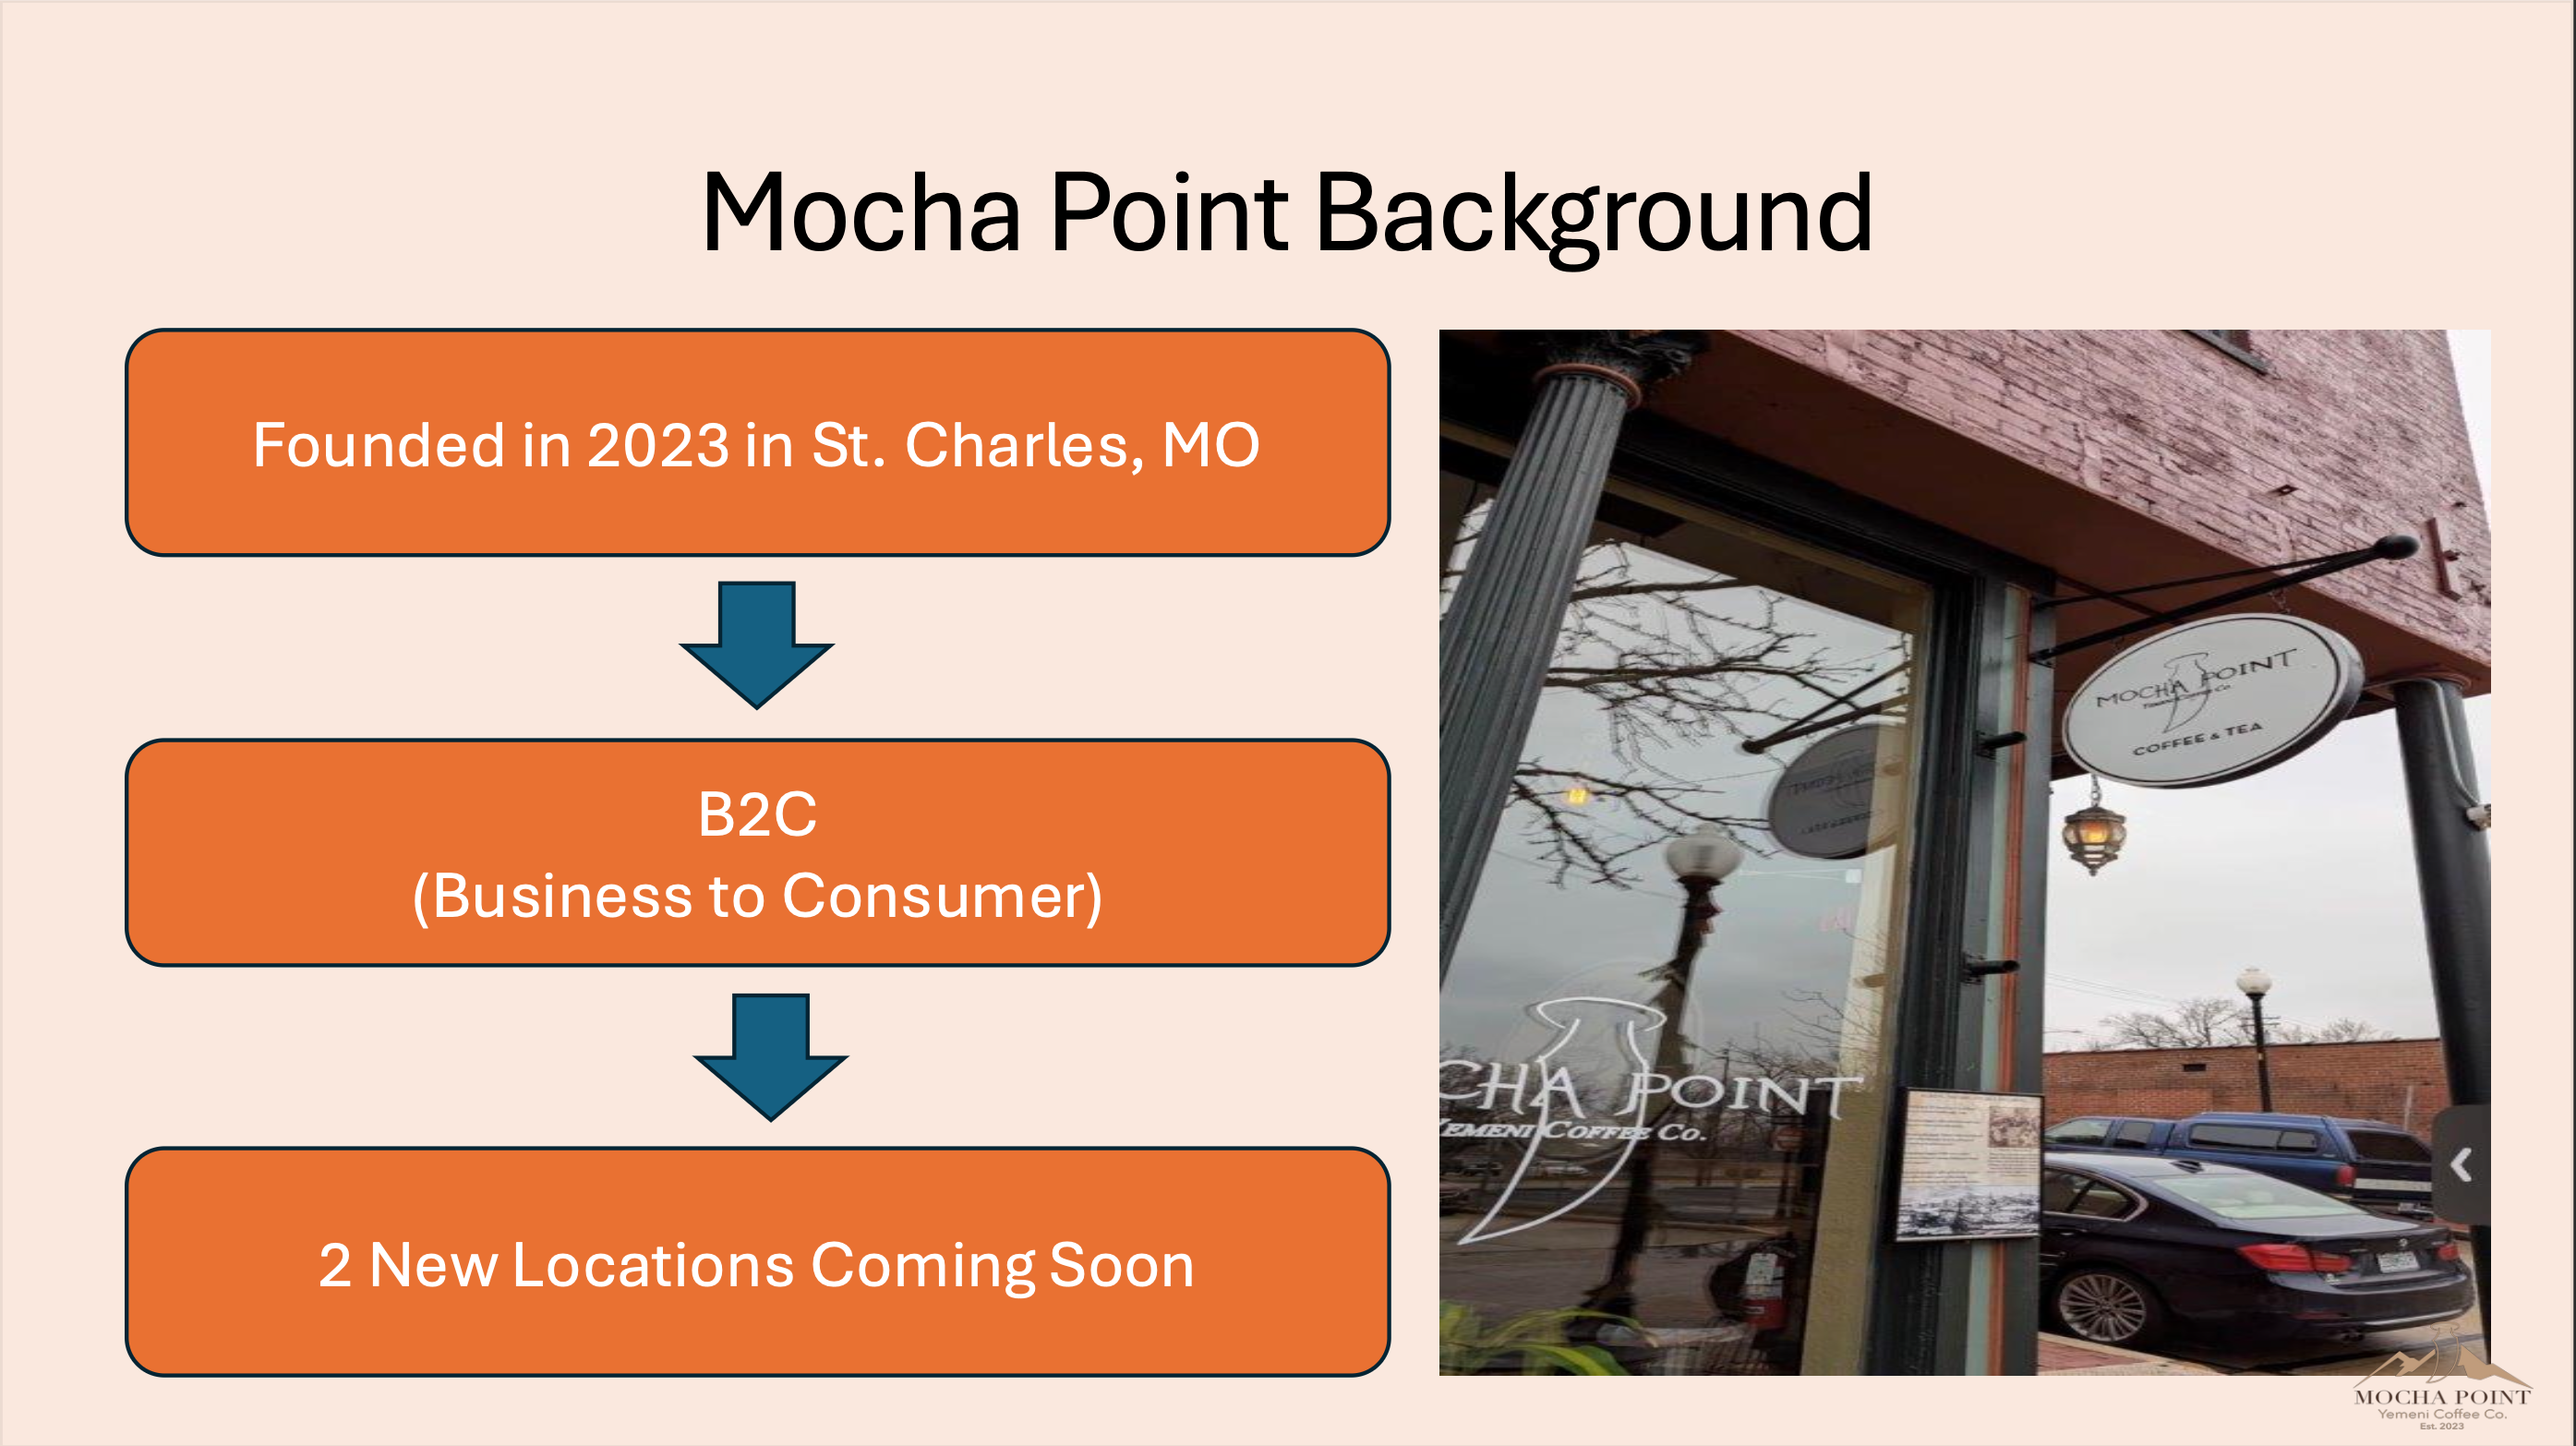 Mocha Point Background
Founded in 2023 in St. Charles, MO
B2C
(Business to Consumer)
2 New Locations Coming Soon
MOCHA POINT
COFFEE & TEA
CHA POINT
YEMENI COFFEE CO.
MOCHA POINT
Yemeni Coffee Co.
Est. 2023